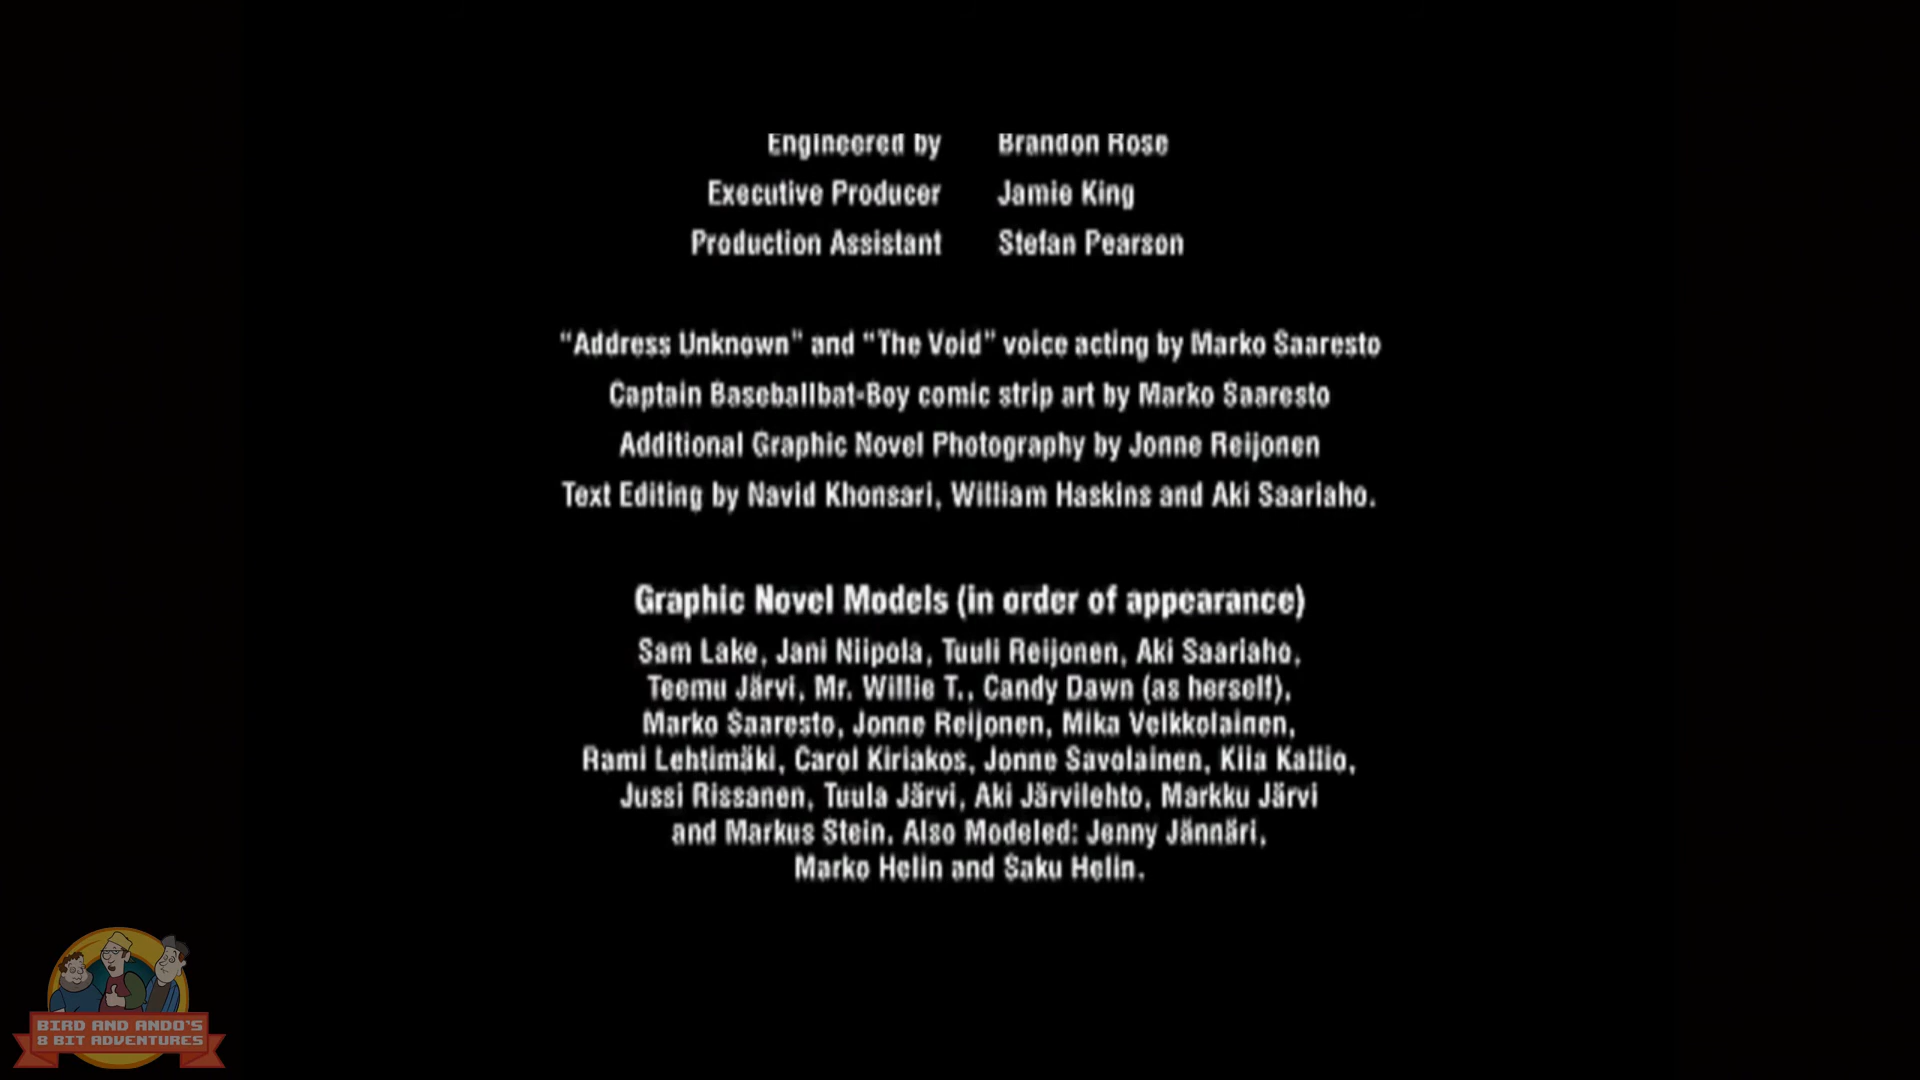 Engineered by Brandon Rose
Executive Producer Jamie King
Production Assistant Stefan Pearson
“Address Unknown” and “The Void” voice acting by Marko Saaresto
Captain Baseballbat-Boy comic strip art by Marko Saaresto
Additional Graphic Novel Photography by Jonne Reijonen
Text Editing by Navid Khonsari, William Haskins and Aki Saariaho.
Graphic Novel Models (in order of appearance)
Sam Lake, Jani Niipola, Tuuli Reijonen, Aki Saariaho,
Teemu Järvi, Mr. Willie T., Candy Dawn (as herself),
Marko Saaresto, Jonne Reijonen, Mika Veikkolainen,
Rami Lehtimäki, Carol Kiriakos, Jonne Savolainen, Kiia Kallio,
Jussi Rissanen, Tuula Järvi, Aki Järvilehto, Markku Järvi
and Markus Stein. Also Modeled: Jenny Jännäri,
Marko Helin and Saku Helin.
BIRD AND ANDO'S
8 BIT ADVENTURES